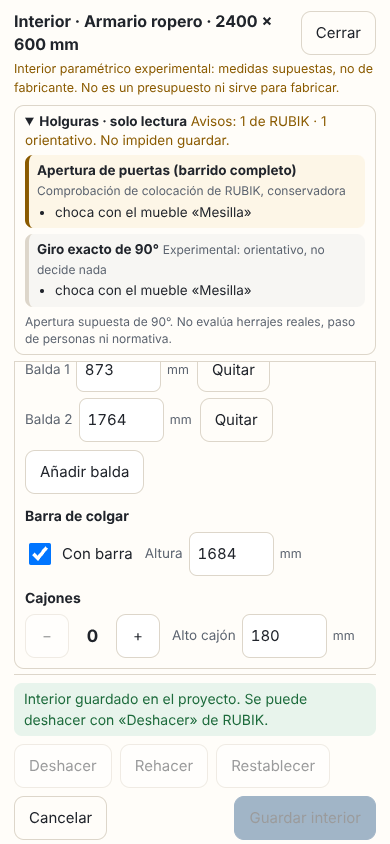 Interior · Armario ropero · 2400 ×
600 mm
Cerrar
Interior paramétrico experimental: medidas supuestas, no de
fabricante. No es un presupuesto ni sirve para fabricar.
▼ Holguras · solo lectura Avisos: 1 de RUBIK · 1
orientativo. No impiden guardar.
Apertura de puertas (barrido completo)
Comprobación de colocación de RUBIK, conservadora
• choca con el mueble «Mesilla»
Giro exacto de 90° Experimental: orientativo, no
decide nada
• choca con el mueble «Mesilla»
Apertura supuesta de 90°. No evalúa herrajes reales, paso
de personas ni normativa.
Balda 1 873 mm Quitar
Balda 2 1764 mm Quitar
Añadir balda
Barra de colgar
Con barra Altura 1684 mm
Cajones
− 0 + Alto cajón 180 mm
Interior guardado en el proyecto. Se puede
deshacer con «Deshacer» de RUBIK.
Deshacer Rehacer Restablecer
Cancelar Guardar interior